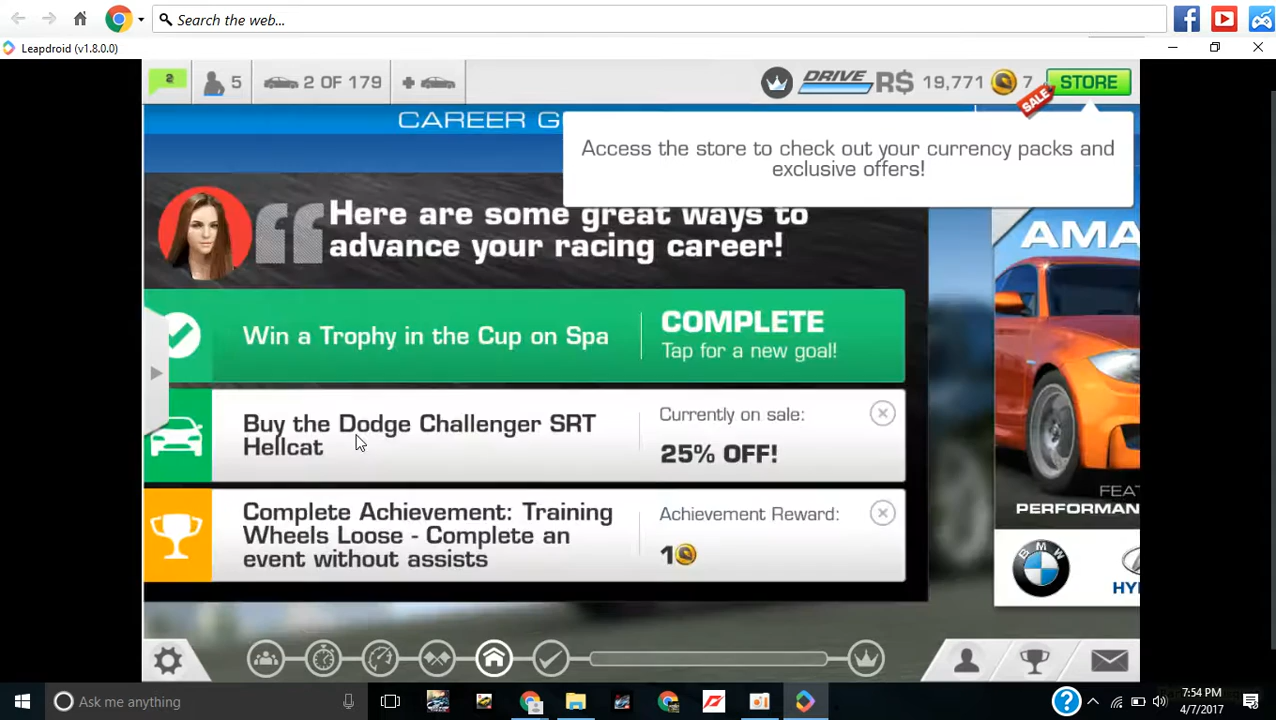 Search the web...
Leapdroid (v1.8.0.0)
2
5
2 OF 179
DRIVE
R$ 19,771
7
STORE
SALE
CAREER G
Access the store to check out your currency packs and
exclusive offers!
Here are some great ways to
advance your racing career!
AMA
Win a Trophy in the Cup on Spa
COMPLETE
Tap for a new goal!
Buy the Dodge Challenger SRT
Hellcat
Currently on sale:
25% OFF!
Complete Achievement: Training
Wheels Loose - Complete an
event without assists
Achievement Reward:
1
FEA
PERFORMAN
BMW
HY
Ask me anything
7:54 PM
4/7/2017